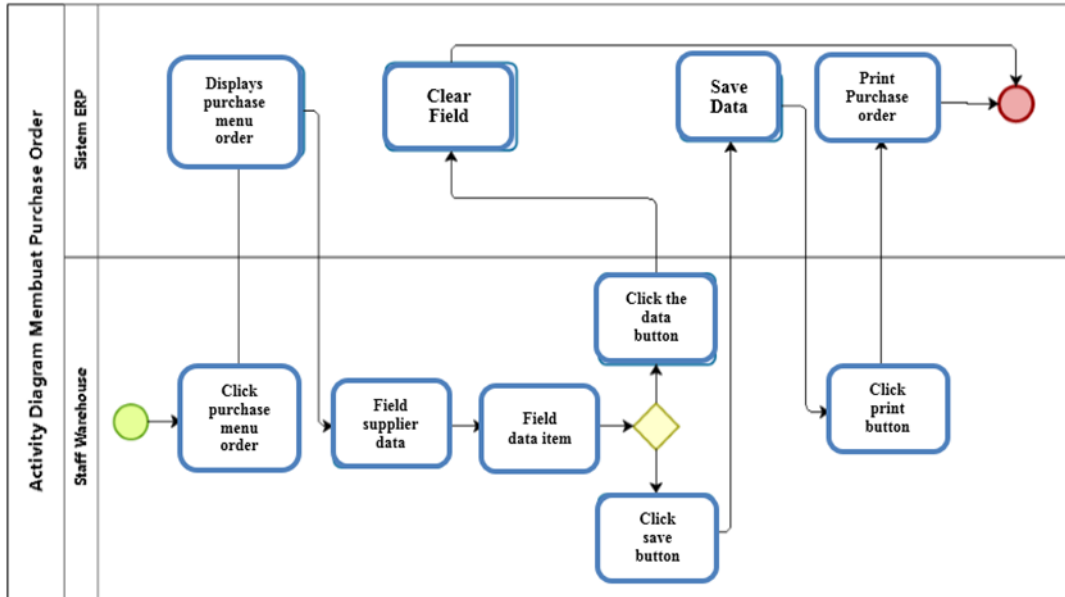 Activity Diagram Membuat Purchase Order
Sistem ERP
Displays
purchase
menu
order
Clear
Field
Save
Data
Print
Purchase
order
Staff Warehouse
Click
purchase
menu
order
Field
supplier
data
Field
data item
Click the
data
button
Click
save
button
Click
print
button